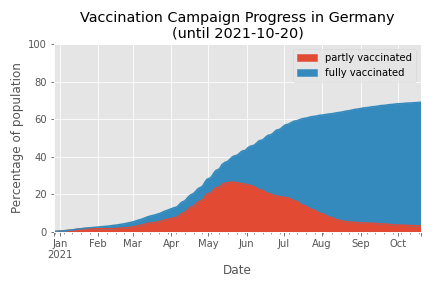 Vaccination Campaign Progress in Germany
(until 2021-10-20)
100
80
60
40
20
0
Percentage of population
partly vaccinated
fully vaccinated
Jan Feb Mar Apr May Jun Jul Aug Sep Oct
2021
Date